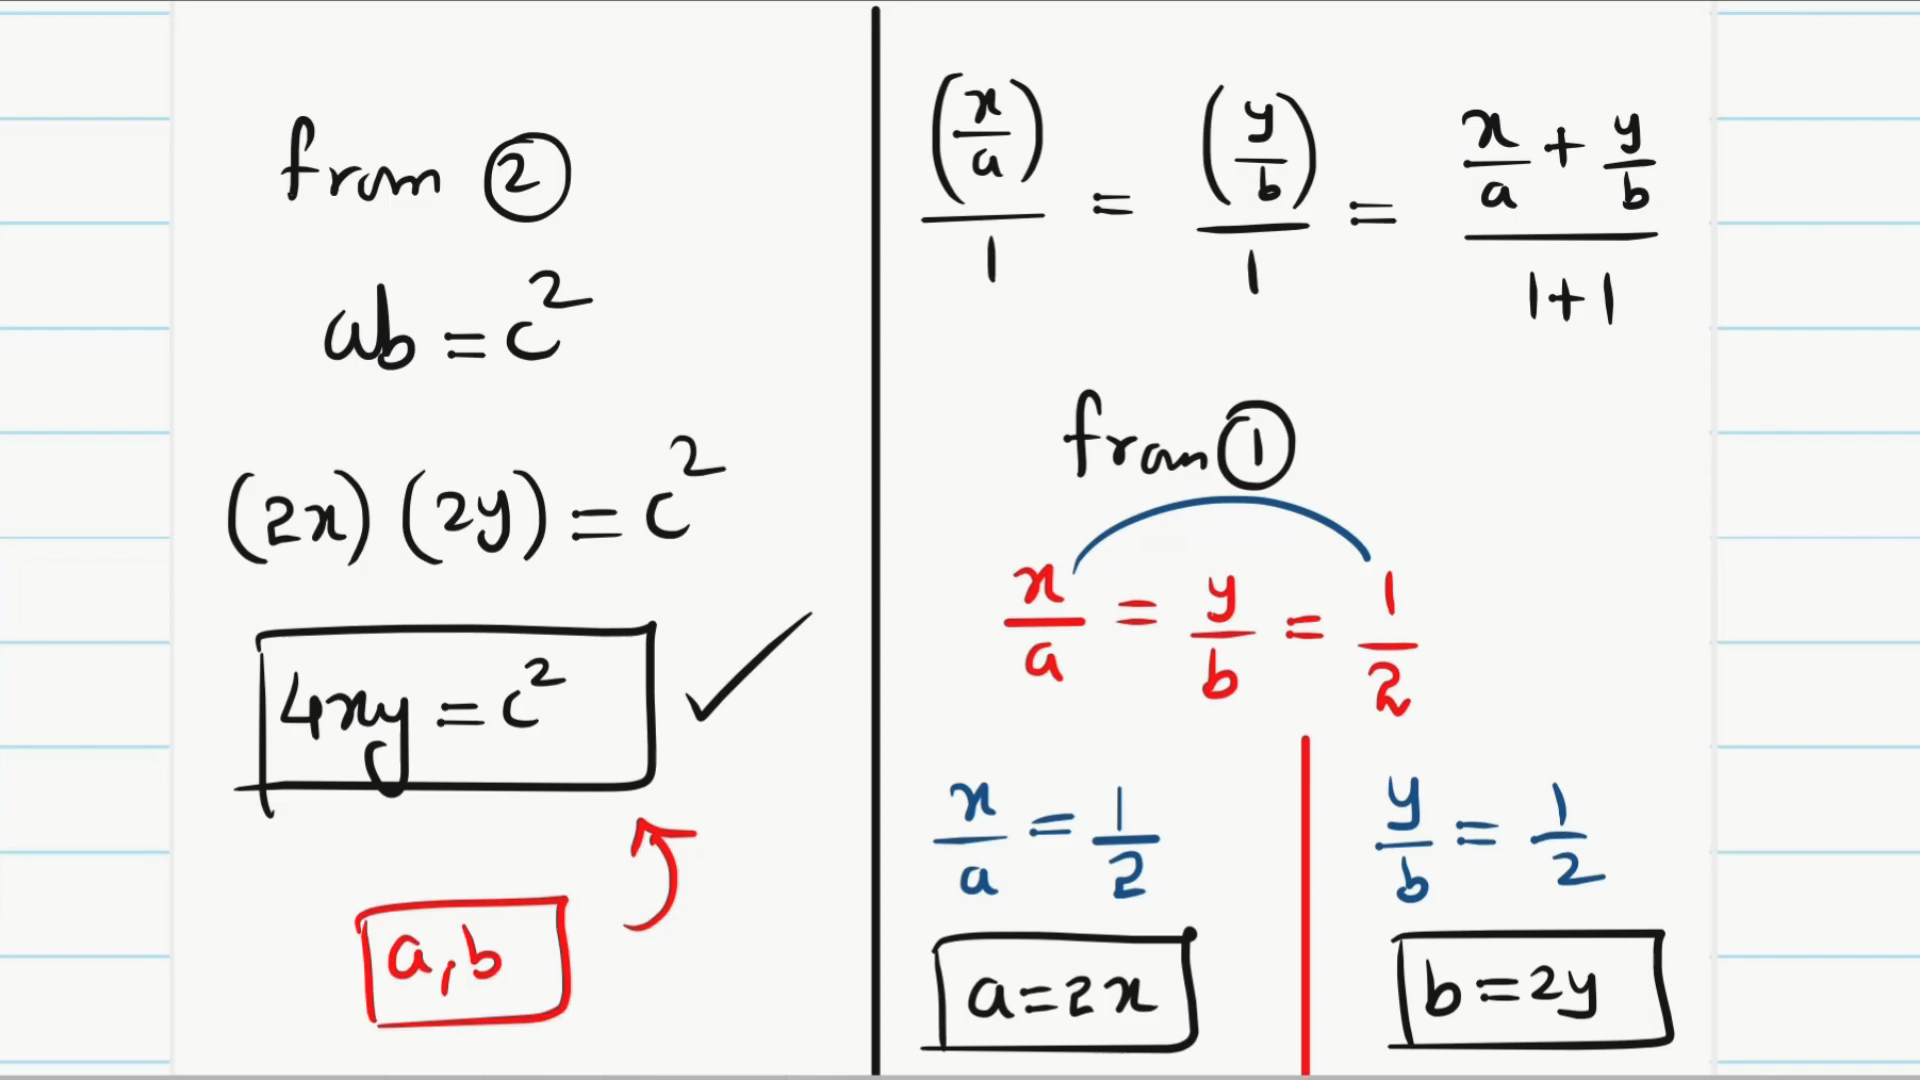 from ②
ab = c²
(2x) (2y) = c²
4xy = c²
a, b
(x/a)/1 = (y/b)/1 = (x/a + y/b)/(1+1)
from ①
x/a = y/b = 1/2
x/a = 1/2
a = 2x
y/b = 1/2
b = 2y